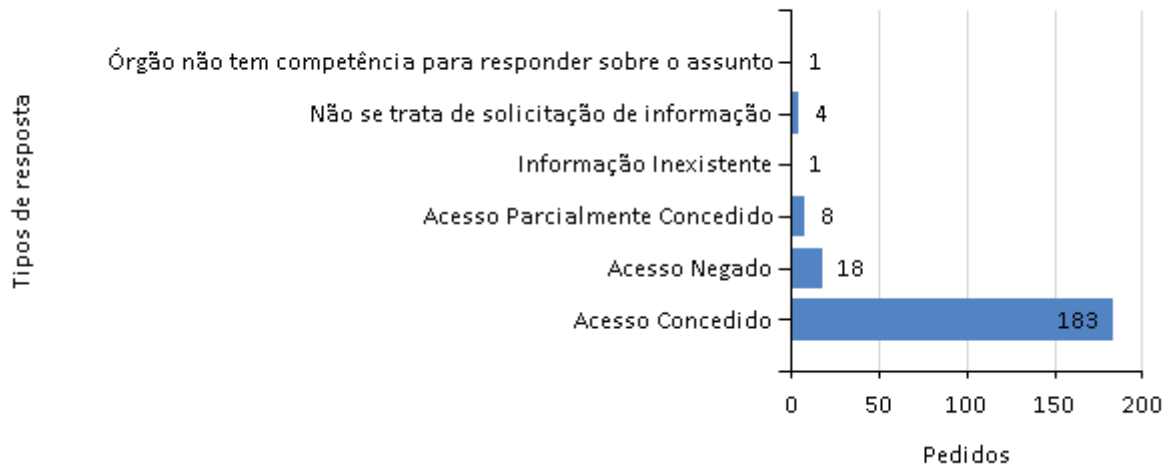 Tipos de resposta
Órgão não tem competência para responder sobre o assunto 1
Não se trata de solicitação de informação 4
Informação Inexistente 1
Acesso Parcialmente Concedido 8
Acesso Negado 18
Acesso Concedido 183
0 50 100 150 200
Pedidos